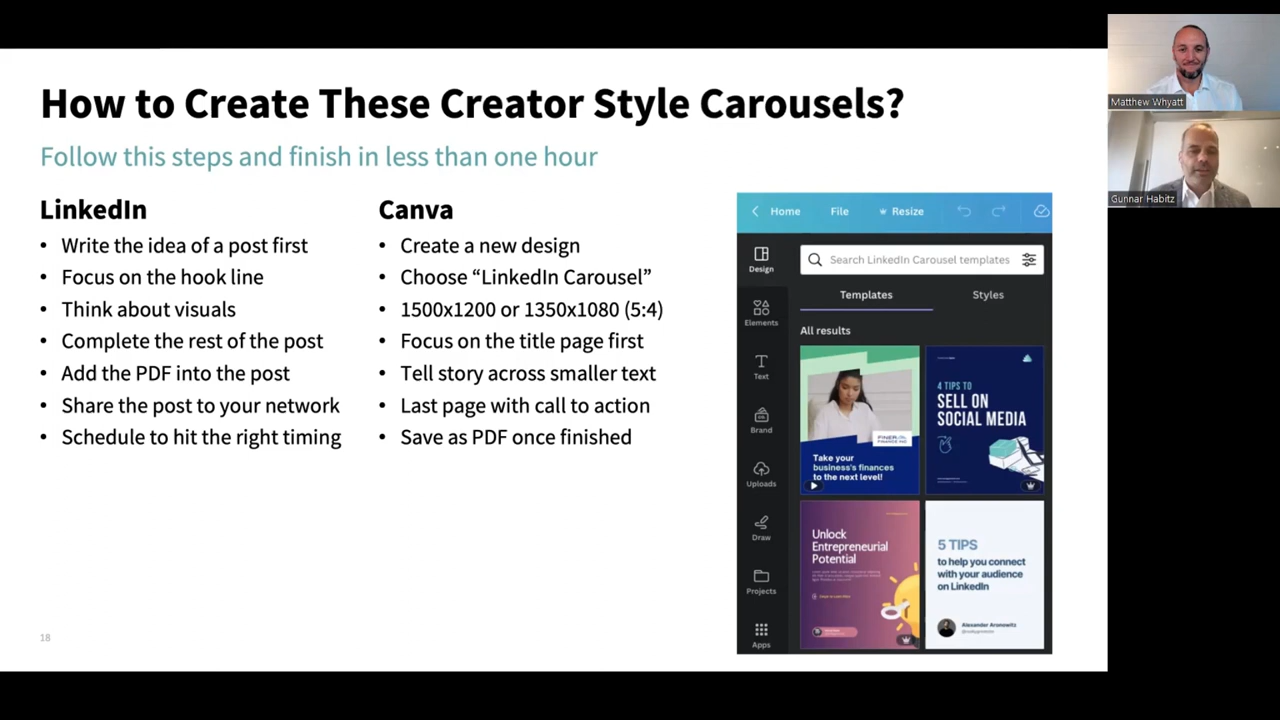 How to Create These Creator Style Carousels?
Follow this steps and finish in less than one hour
LinkedIn
• Write the idea of a post first
• Focus on the hook line
• Think about visuals
• Complete the rest of the post
• Add the PDF into the post
• Share the post to your network
• Schedule to hit the right timing
Canva
• Create a new design
• Choose “LinkedIn Carousel”
• 1500x1200 or 1350x1080 (5:4)
• Focus on the title page first
• Tell story across smaller text
• Last page with call to action
• Save as PDF once finished
Home File Resize
Design
Elements
Text
Brand
Uploads
Draw
Projects
Apps
Search LinkedIn Carousel templates
Templates Styles
All results
FINER
FINANCE INC
Take your
business's finances
to the next level!
4 TIPS TO
SELL ON
SOCIAL MEDIA
Unlock
Entrepreneurial
Potential
5 TIPS
to help you connect
with your audience
on LinkedIn
Alexander Aronowitz
18
Matthew Whyatt
Gunnar Habitz